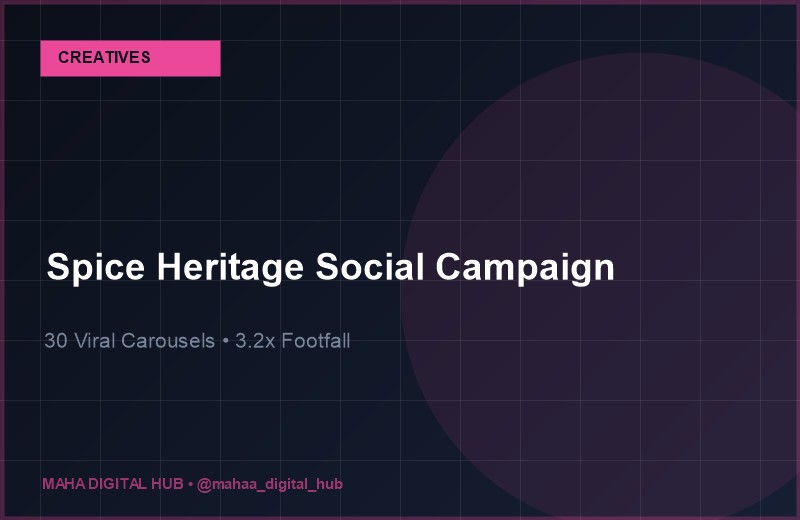 CREATIVES
Spice Heritage Social Campaign
30 Viral Carousels • 3.2x Footfall
MAHA DIGITAL HUB • @mahaa_digital_hub